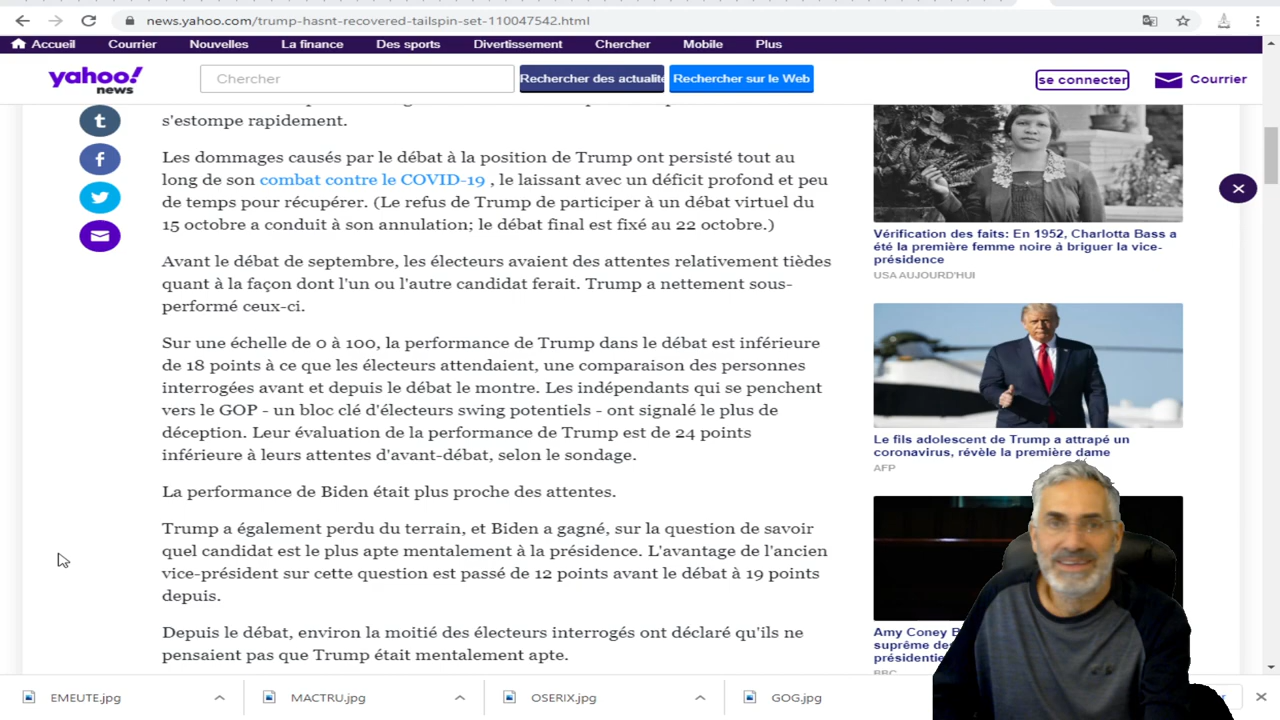 news.yahoo.com/trump-hasnt-recovered-tailspin-set-110047542.html
Accueil Courrier Nouvelles La finance Des sports Divertissement Chercher Mobile Plus
yahoo!
news
Chercher
Rechercher des actualité
Rechercher sur le Web
se connecter
Courrier
s'estompe rapidement.
Les dommages causés par le débat à la position de Trump ont persisté tout au
long de son combat contre le COVID-19 , le laissant avec un déficit profond et peu
de temps pour récupérer. (Le refus de Trump de participer à un débat virtuel du
15 octobre a conduit à son annulation; le débat final est fixé au 22 octobre.)
Avant le débat de septembre, les électeurs avaient des attentes relativement tièdes
quant à la façon dont l'un ou l'autre candidat ferait. Trump a nettement sous-
performé ceux-ci.
Sur une échelle de 0 à 100, la performance de Trump dans le débat est inférieure
de 18 points à ce que les électeurs attendaient, une comparaison des personnes
interrogées avant et depuis le débat le montre. Les indépendants qui se penchent
vers le GOP - un bloc clé d'électeurs swing potentiels - ont signalé le plus de
déception. Leur évaluation de la performance de Trump est de 24 points
inférieure à leurs attentes d'avant-débat, selon le sondage.
La performance de Biden était plus proche des attentes.
Trump a également perdu du terrain, et Biden a gagné, sur la question de savoir
quel candidat est le plus apte mentalement à la présidence. L'avantage de l'ancien
vice-président sur cette question est passé de 12 points avant le débat à 19 points
depuis.
Depuis le débat, environ la moitié des électeurs interrogés ont déclaré qu'ils ne
pensaient pas que Trump était mentalement apte.
Vérification des faits: En 1952, Charlotta Bass a
été la première femme noire à briguer la vice-
présidence
USA AUJOURD'HUI
Le fils adolescent de Trump a attrapé un
coronavirus, révèle la première dame
AFP
Amy Coney
suprême
BBC
EMEUTE.jpg
MACTRU.jpg
OSERIX.jpg
GOG.jpg